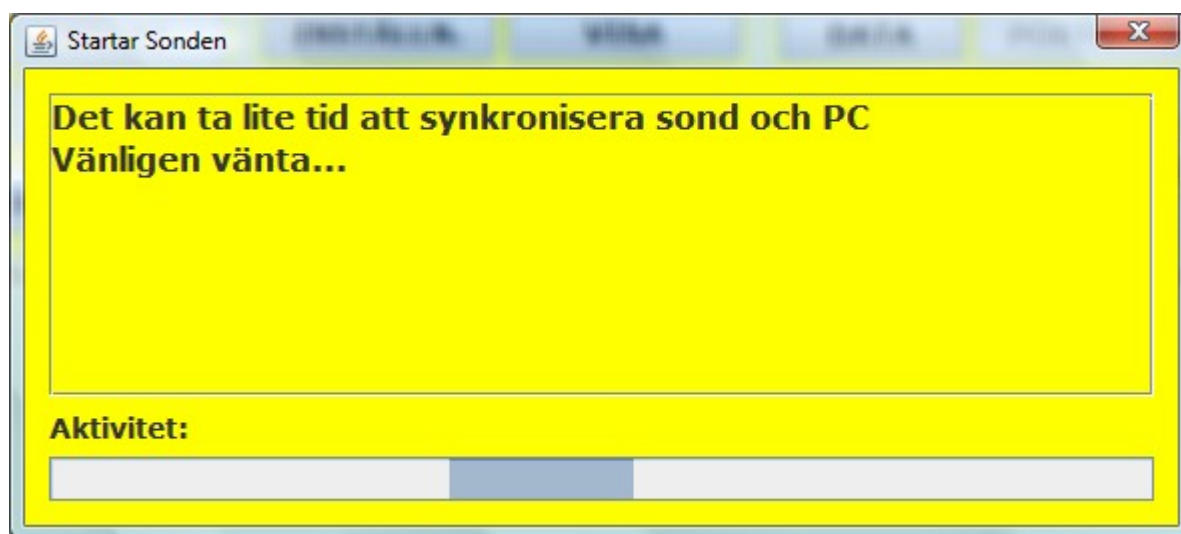 Startar Sonden
Det kan ta lite tid att synkronisera sond och PC
Vänligen vänta...
Aktivitet: